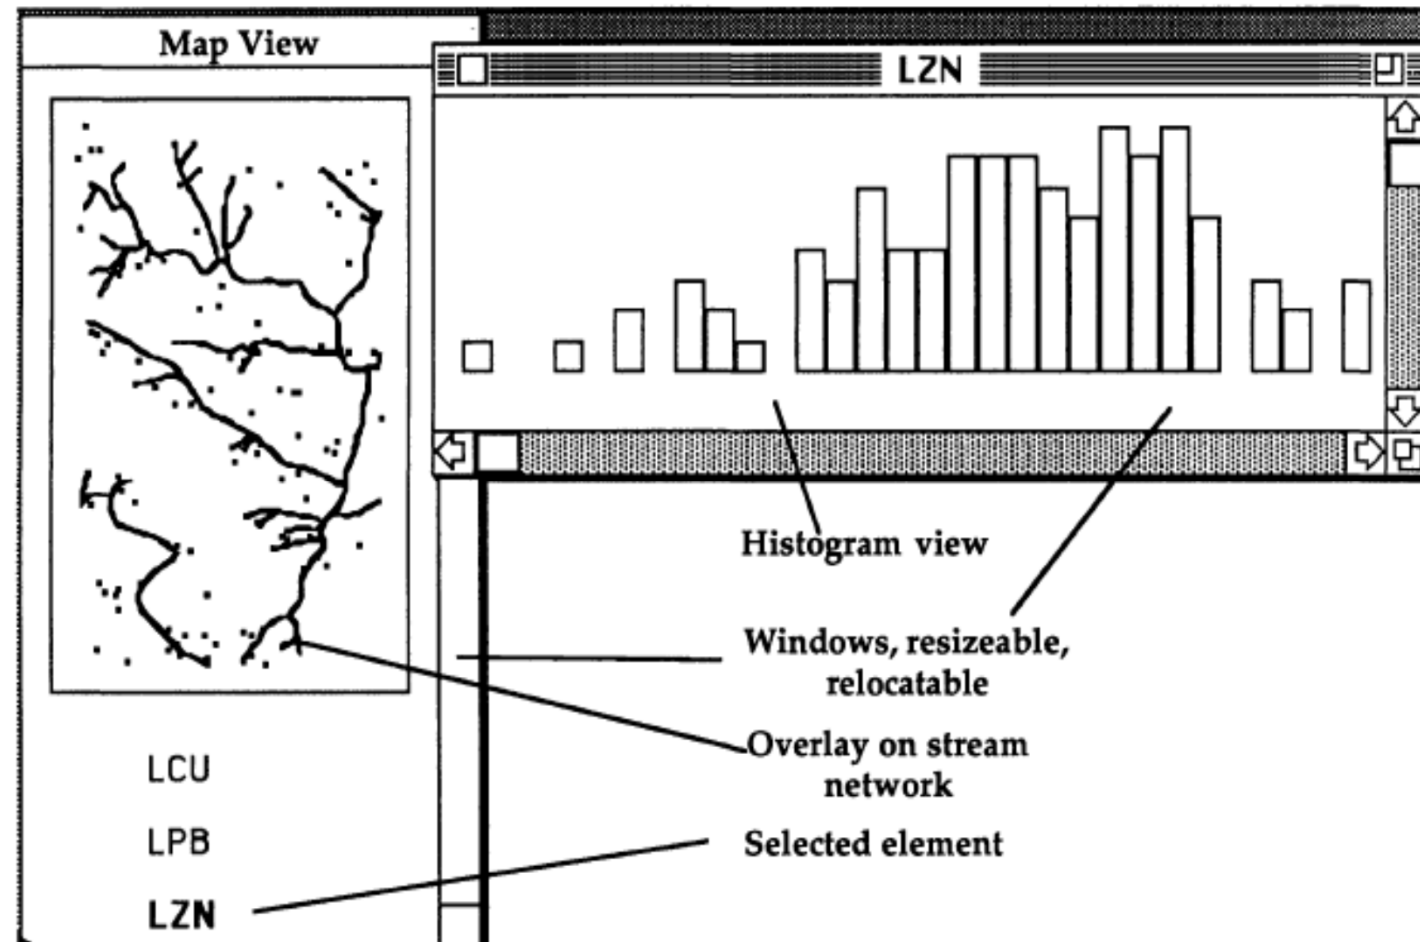 Map View
LZN
Histogram view
Windows, resizeable,
relocatable
Overlay on stream
network
Selected element
LCU
LPB
LZN